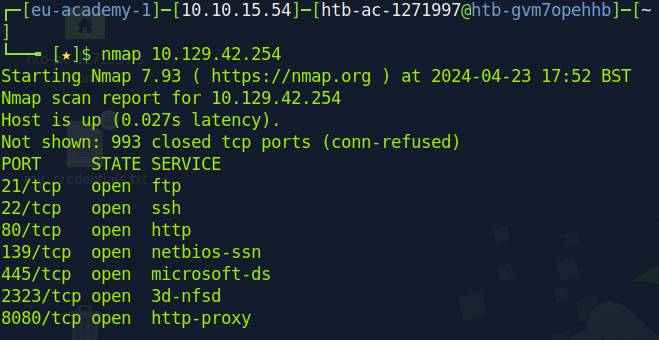 ┌─[eu-academy-1]─[10.10.15.54]─[htb-ac-1271997@htb-gvm7opehhb]─[~
]
└──╼ [★]$ nmap 10.129.42.254
Starting Nmap 7.93 ( https://nmap.org ) at 2024-04-23 17:52 BST
Nmap scan report for 10.129.42.254
Host is up (0.027s latency).
Not shown: 993 closed tcp ports (conn-refused)
PORT     STATE SERVICE
21/tcp   open  ftp
my_credentials.txt
22/tcp   open  ssh
80/tcp   open  http
139/tcp  open  netbios-ssn
445/tcp  open  microsoft-ds
2323/tcp open  3d-nfsd
8080/tcp open  http-proxy